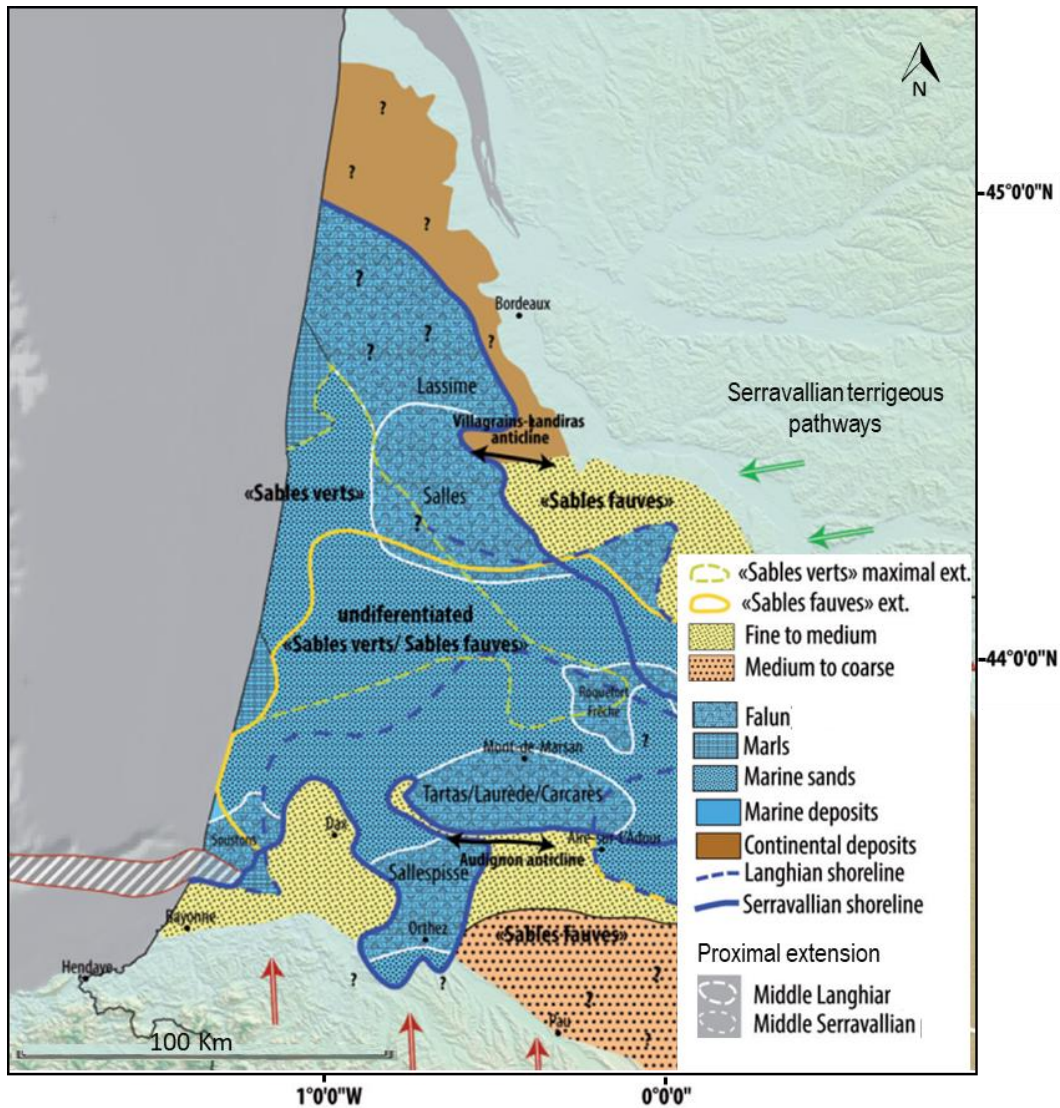 N
45°0'0"N
?
?
?
?
?
?
Bordeaux
?
Lassime
Serravallian terrigeous
pathways
Villagrains-Landiras
anticline
«Sables verts»
Salles
«Sables fauves»
?
undiferentiated
«Sables verts/ Sables fauves»
44°0'0"N
Roquefort
Frêche
?
Mont-de-Marsan
Tartas/Laurède/Carcarès
Soustons
Dax
Aire-sur-L'Adour
Audignon anticline
Sallespisse
Bayonne
Orthez
«Sables fauves»
Hendaye
?
?
?
?
Pau
?
100 Km
«Sables verts» maximal ext.
«Sables fauves» ext.
Fine to medium
Medium to coarse
Falun
Marls
Marine sands
Marine deposits
Continental deposits
Langhian shoreline
Serravallian shoreline
Proximal extension
Middle Langhiar
Middle Serravallian
1°0'0"W
0°0'0"